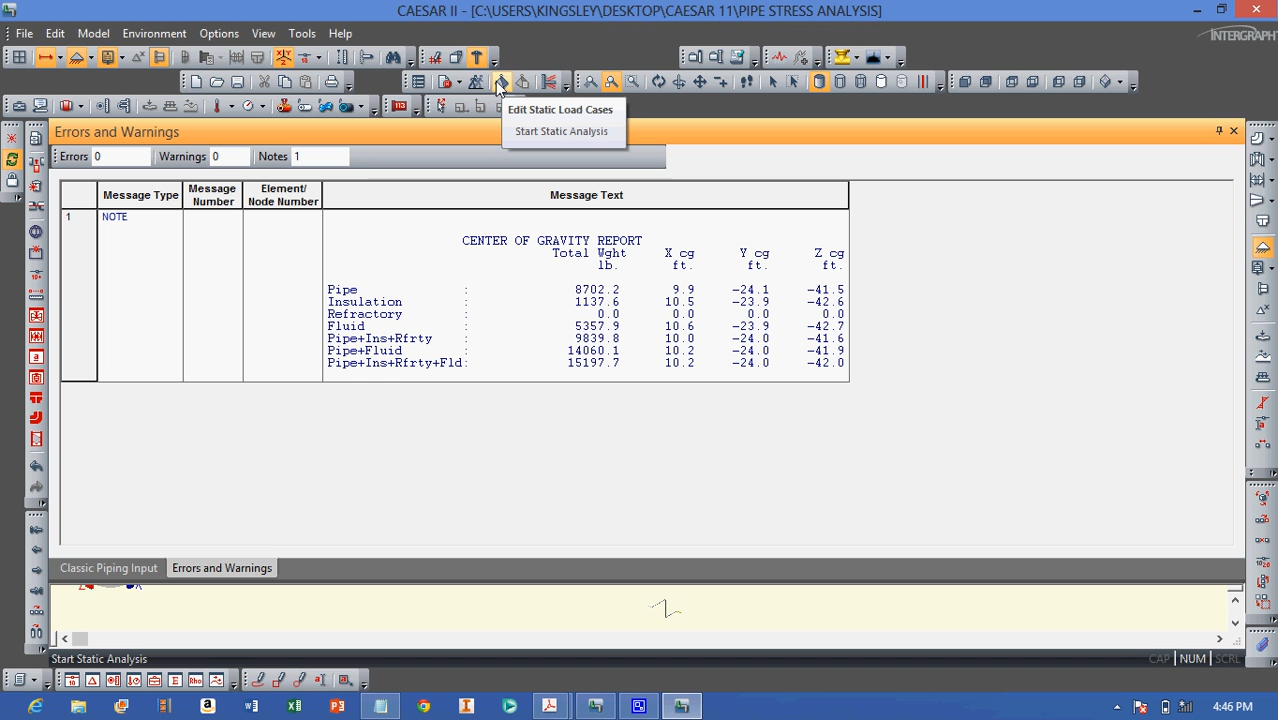 CAESAR II - [C:\USERS\KINGSLEY\DESKTOP\CAESAR 11\PIPE STRESS ANALYSIS]
File Edit Model Environment Options View Tools Help
INTERGRAPH
Edit Static Load Cases
Start Static Analysis
113
Errors and Warnings
Errors 0 Warnings 0 Notes 1
Message Type Message Number Element/ Node Number Message Text
1 NOTE
CENTER OF GRAVITY REPORT
Total Wght X cg Y cg Z cg
lb. ft. ft. ft.
Pipe : 8702.2 9.9 -24.1 -41.5
Insulation : 1137.6 10.5 -23.9 -42.6
Refractory : 0.0 0.0 0.0 0.0
Fluid : 5357.9 10.6 -23.9 -42.7
Pipe+Ins+Rfrty : 9839.8 10.0 -24.0 -41.6
Pipe+Fluid : 14060.1 10.2 -24.0 -41.9
Pipe+Ins+Rfrty+Fld: 15197.7 10.2 -24.0 -42.0
Classic Piping Input Errors and Warnings
Start Static Analysis
CAP NUM SCRL
4:46 PM